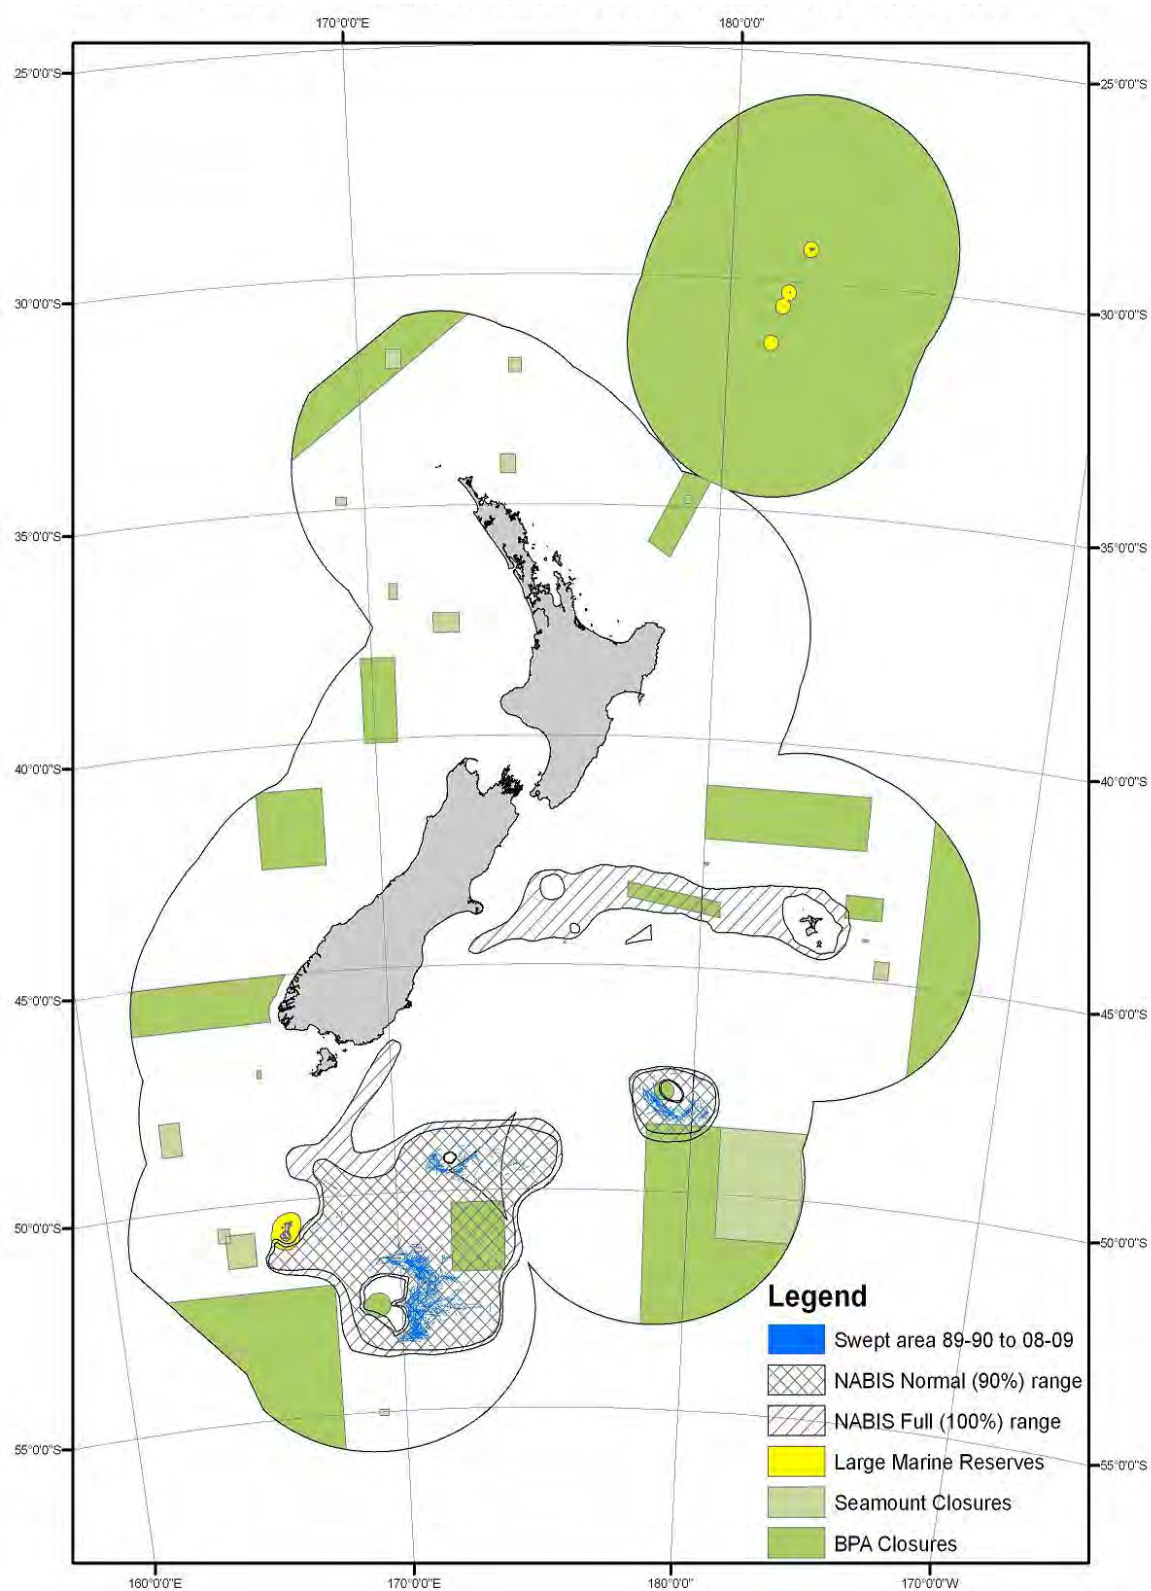 170°0'0"E
180°0'0"
25°0'0"S
25°0'0"S
30°0'0"S
30°0'0"S
35°0'0"S
35°0'0"S
40°0'0"S
40°0'0"S
45°0'0"S
45°0'0"S
50°0'0"S
50°0'0"S
Legend
Swept area 89-90 to 08-09
NABIS Normal (90%) range
NABIS Full (100%) range
55°0'0"S
Large Marine Reserves
55°0'0"S
Seamount Closures
BPA Closures
160°0'0"E
170°0'0"E
180°0'0"
170°0'0"W